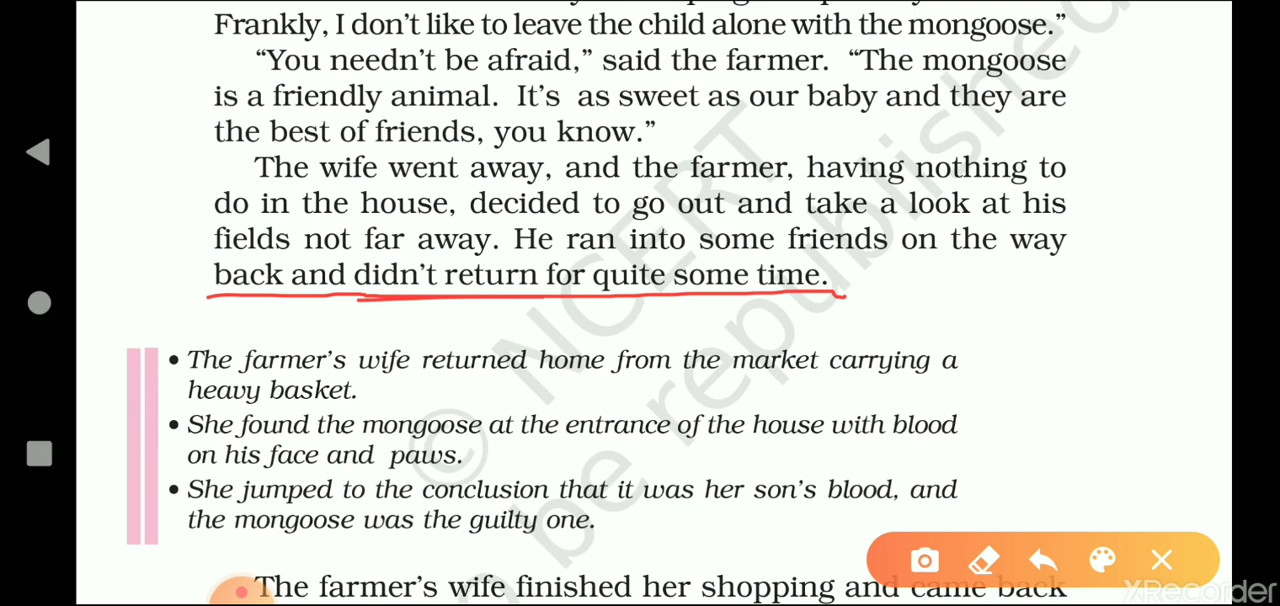 Frankly, I don't like to leave the child alone with the mongoose."
"You needn't be afraid," said the farmer. "The mongoose
is a friendly animal. It's as sweet as our baby and they are
the best of friends, you know."
The wife went away, and the farmer, having nothing to
do in the house, decided to go out and take a look at his
fields not far away. He ran into some friends on the way
back and didn't return for quite some time.
• The farmer's wife returned home from the market carrying a
heavy basket.
• She found the mongoose at the entrance of the house with blood
on his face and paws.
• She jumped to the conclusion that it was her son's blood, and
the mongoose was the guilty one.
The farmer's wife finished her shopping and came back
© NCERT
be republished
XRecorder